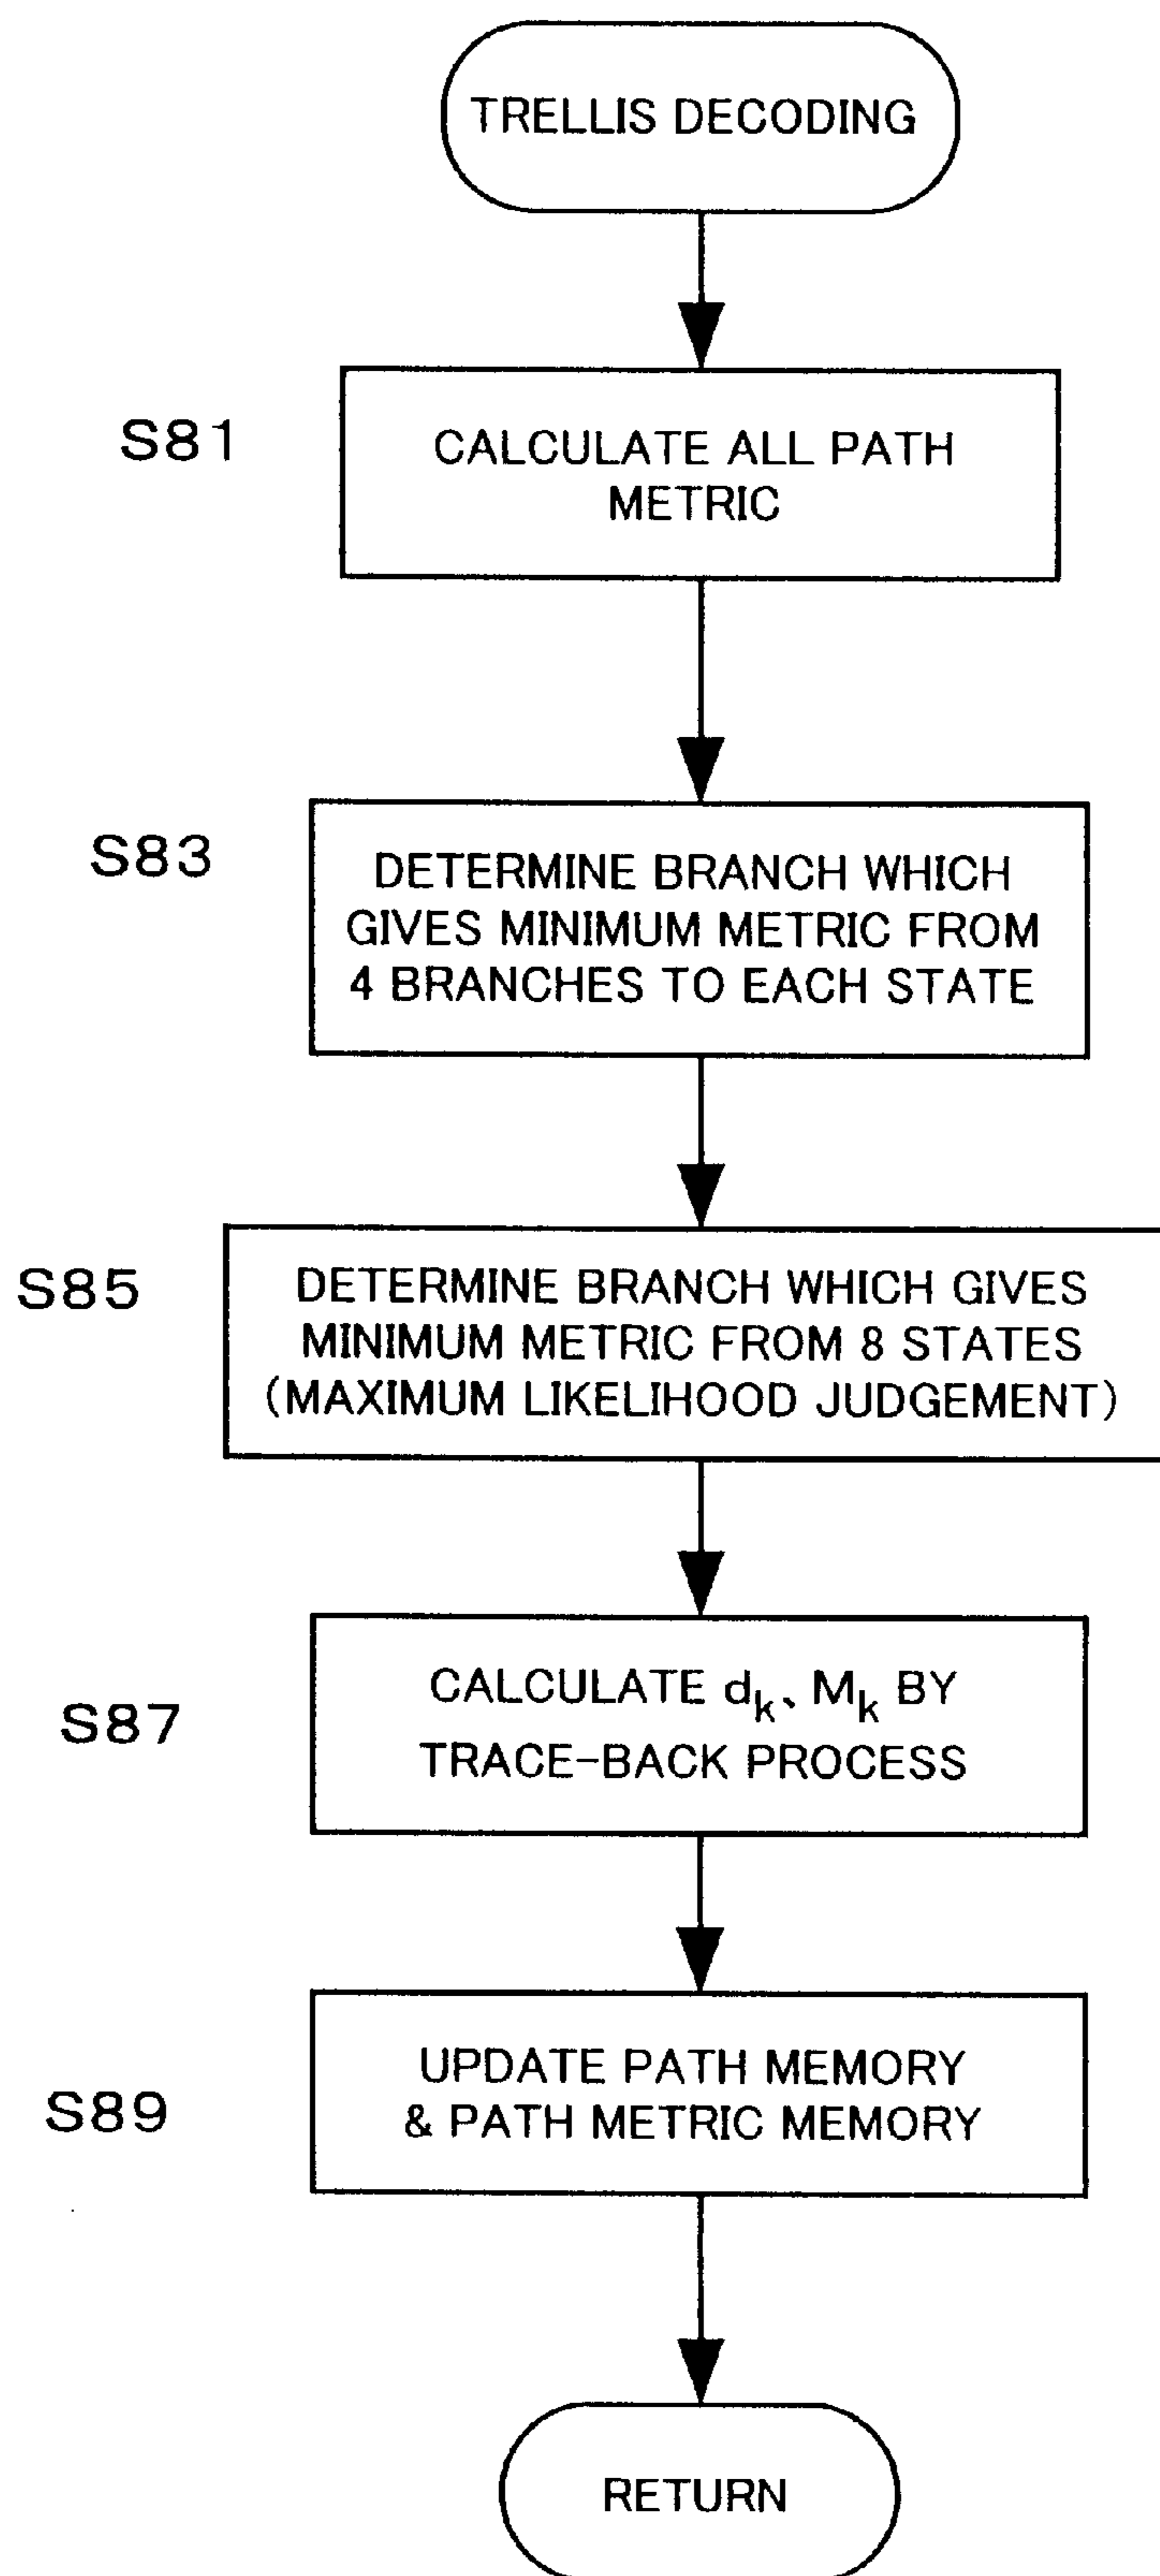 TRELLIS DECODING
S81
CALCULATE ALL PATH
METRIC
S83
DETERMINE BRANCH WHICH
GIVES MINIMUM METRIC FROM
4 BRANCHES TO EACH STATE
S85
DETERMINE BRANCH WHICH GIVES
MINIMUM METRIC FROM 8 STATES
(MAXIMUM LIKELIHOOD JUDGEMENT)
S87
CALCULATE dk、Mk BY
TRACE-BACK PROCESS
S89
UPDATE PATH MEMORY
& PATH METRIC MEMORY
RETURN